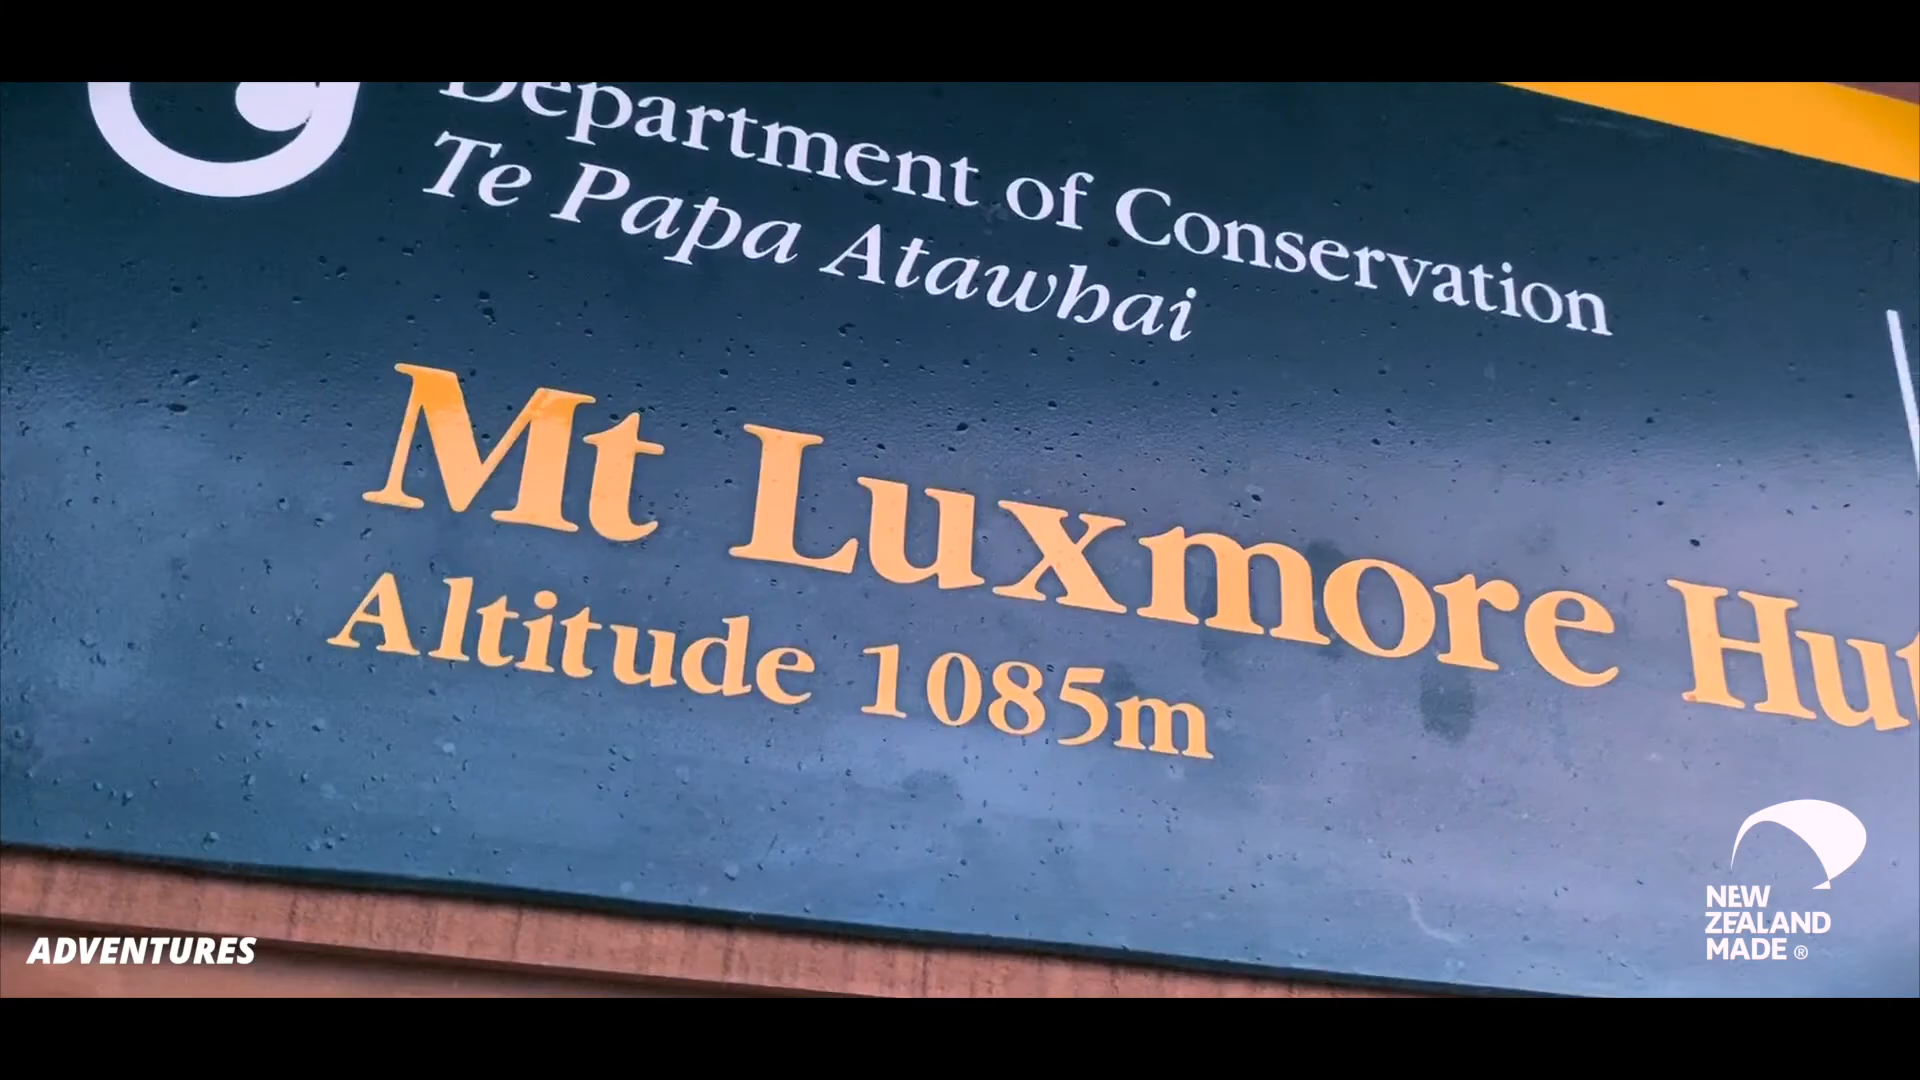 Department of Conservation
Te Papa Atawhai
Mt Luxmore Hut
Altitude 1085m
NEW
ZEALAND
MADE ®
ADVENTURES